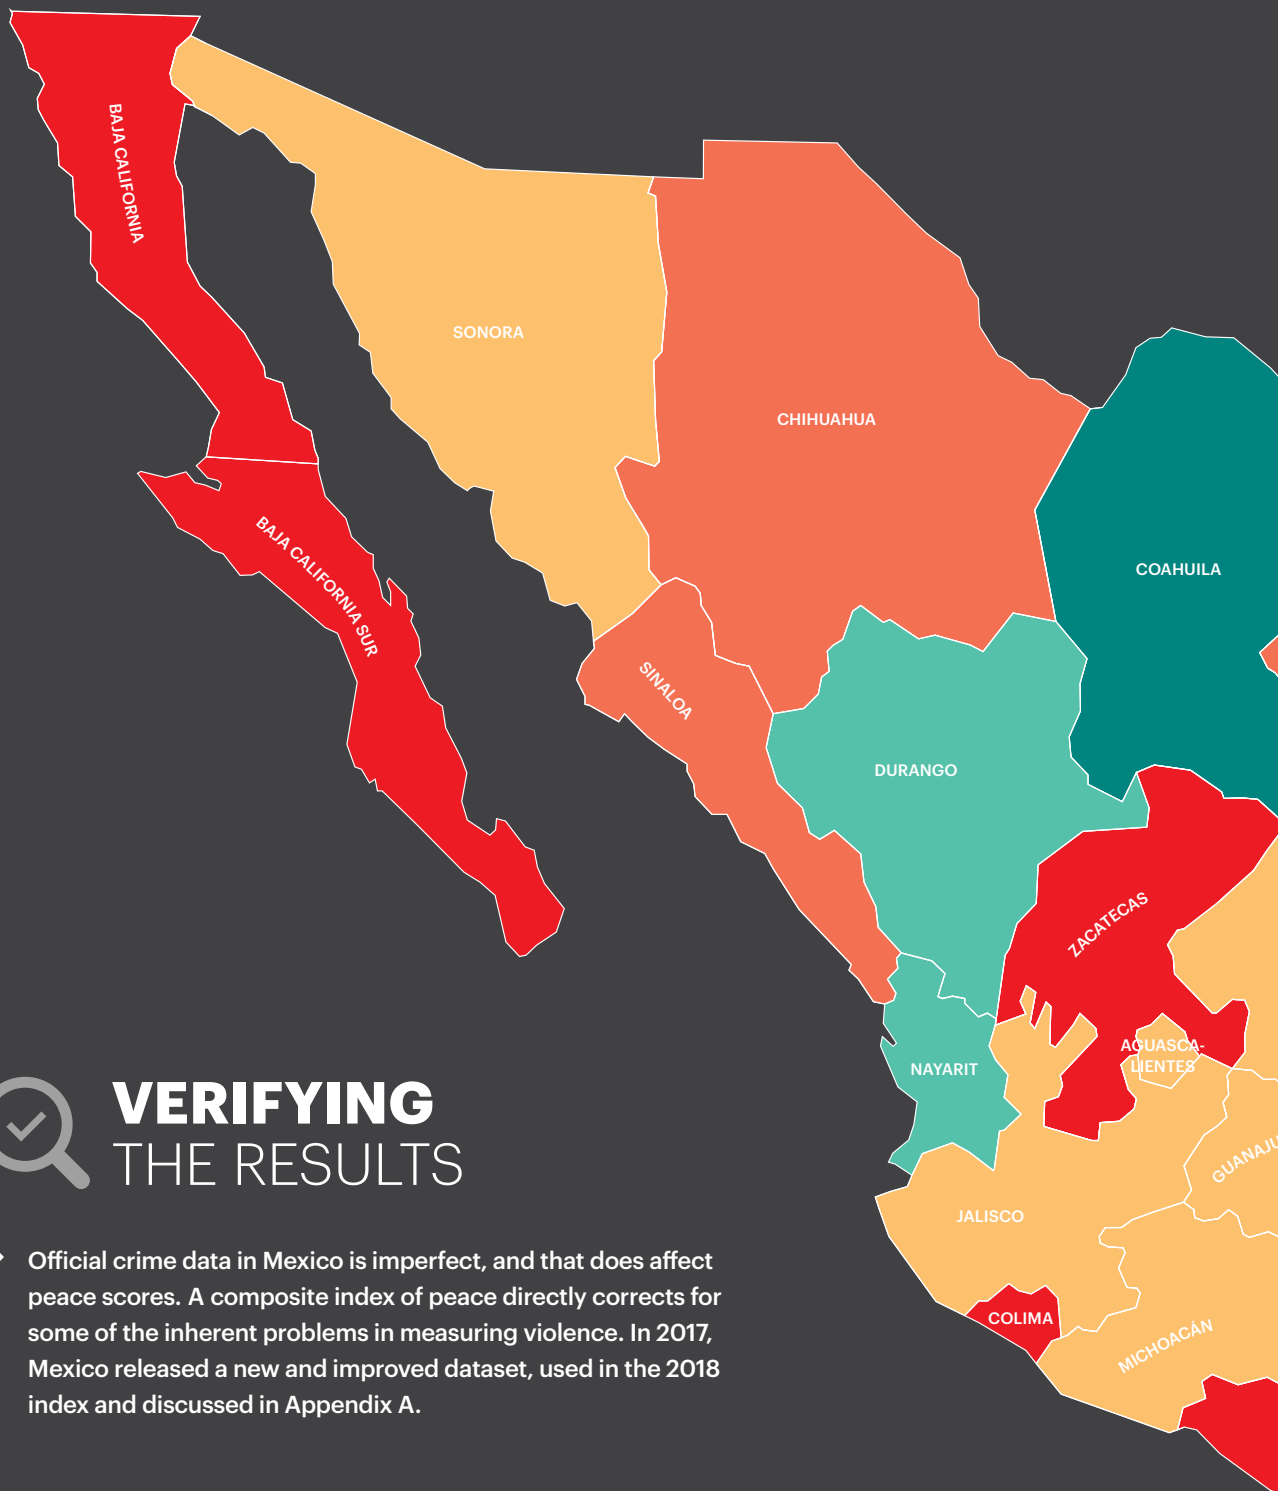 BAJA CALIFORNIA
SONORA
CHIHUAHUA
COAHUILA
BAJA CALIFORNIA SUR
SINALOA
DURANGO
ZACATECAS
AGUASCA-
LIENTES
NAYARIT
GUANAJU
JALISCO
COLIMA
MICHOACÁN
VERIFYING
THE RESULTS
Official crime data in Mexico is imperfect, and that does affect
peace scores. A composite index of peace directly corrects for
some of the inherent problems in measuring violence. In 2017,
Mexico released a new and improved dataset, used in the 2018
index and discussed in Appendix A.